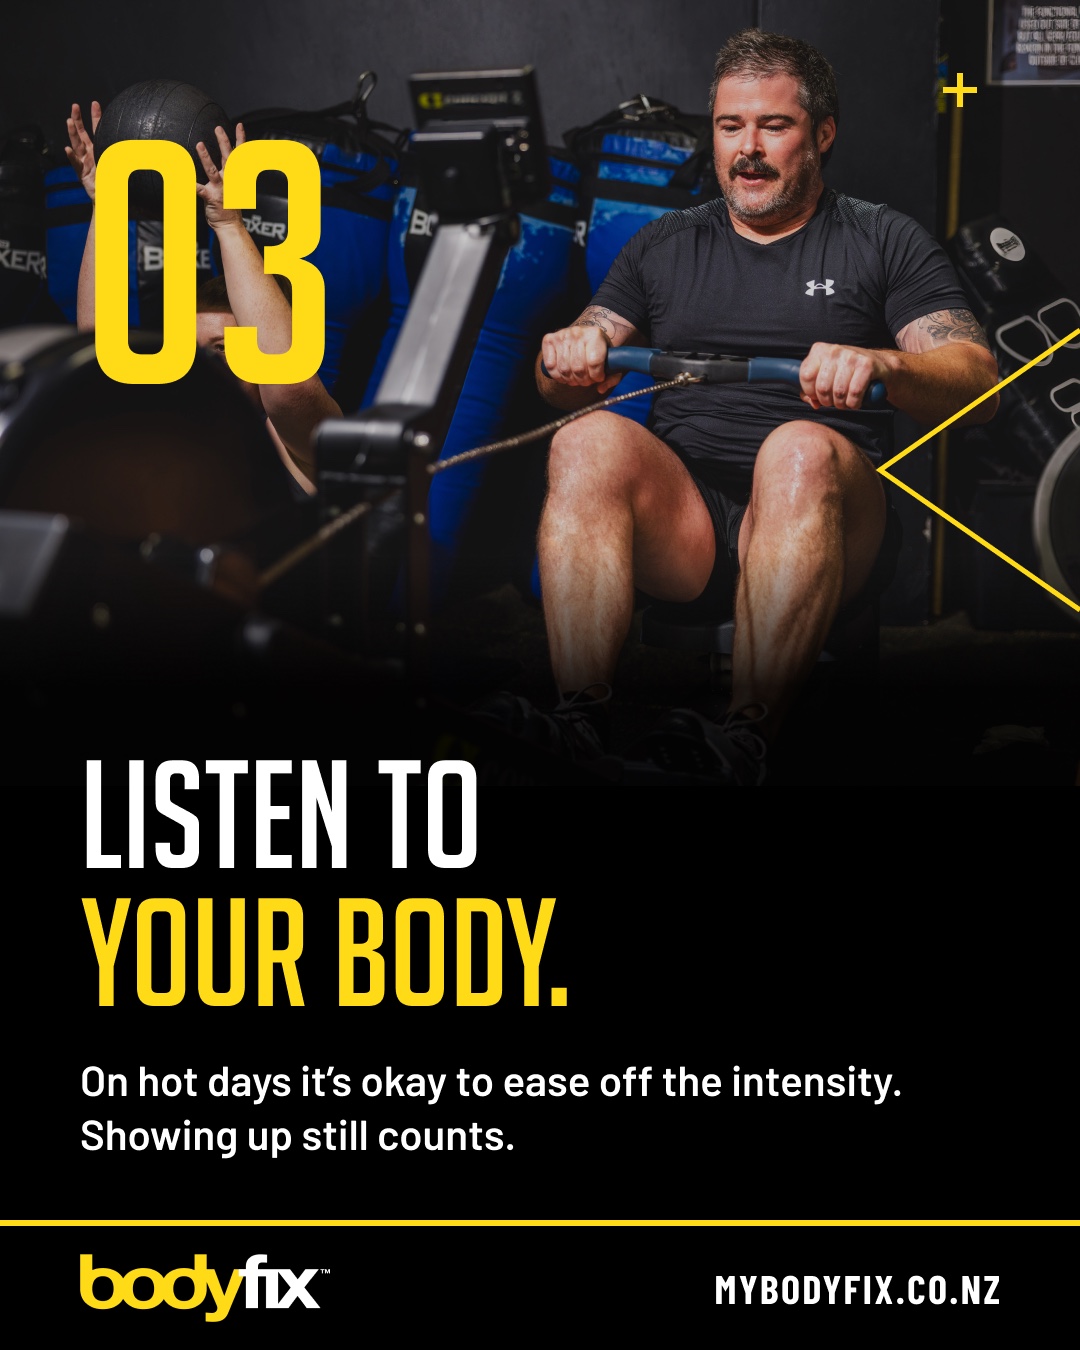 03
LISTEN TO
YOUR BODY.
On hot days it’s okay to ease off the intensity.
Showing up still counts.
bodyfix™
MYBODYFIX.CO.NZ